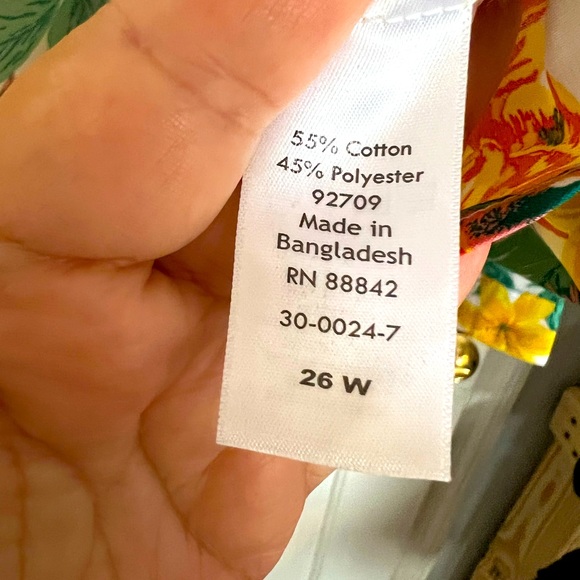 55% Cotton
45% Polyester
92709
Made in
Bangladesh
RN 88842
30-0024-7
26 W